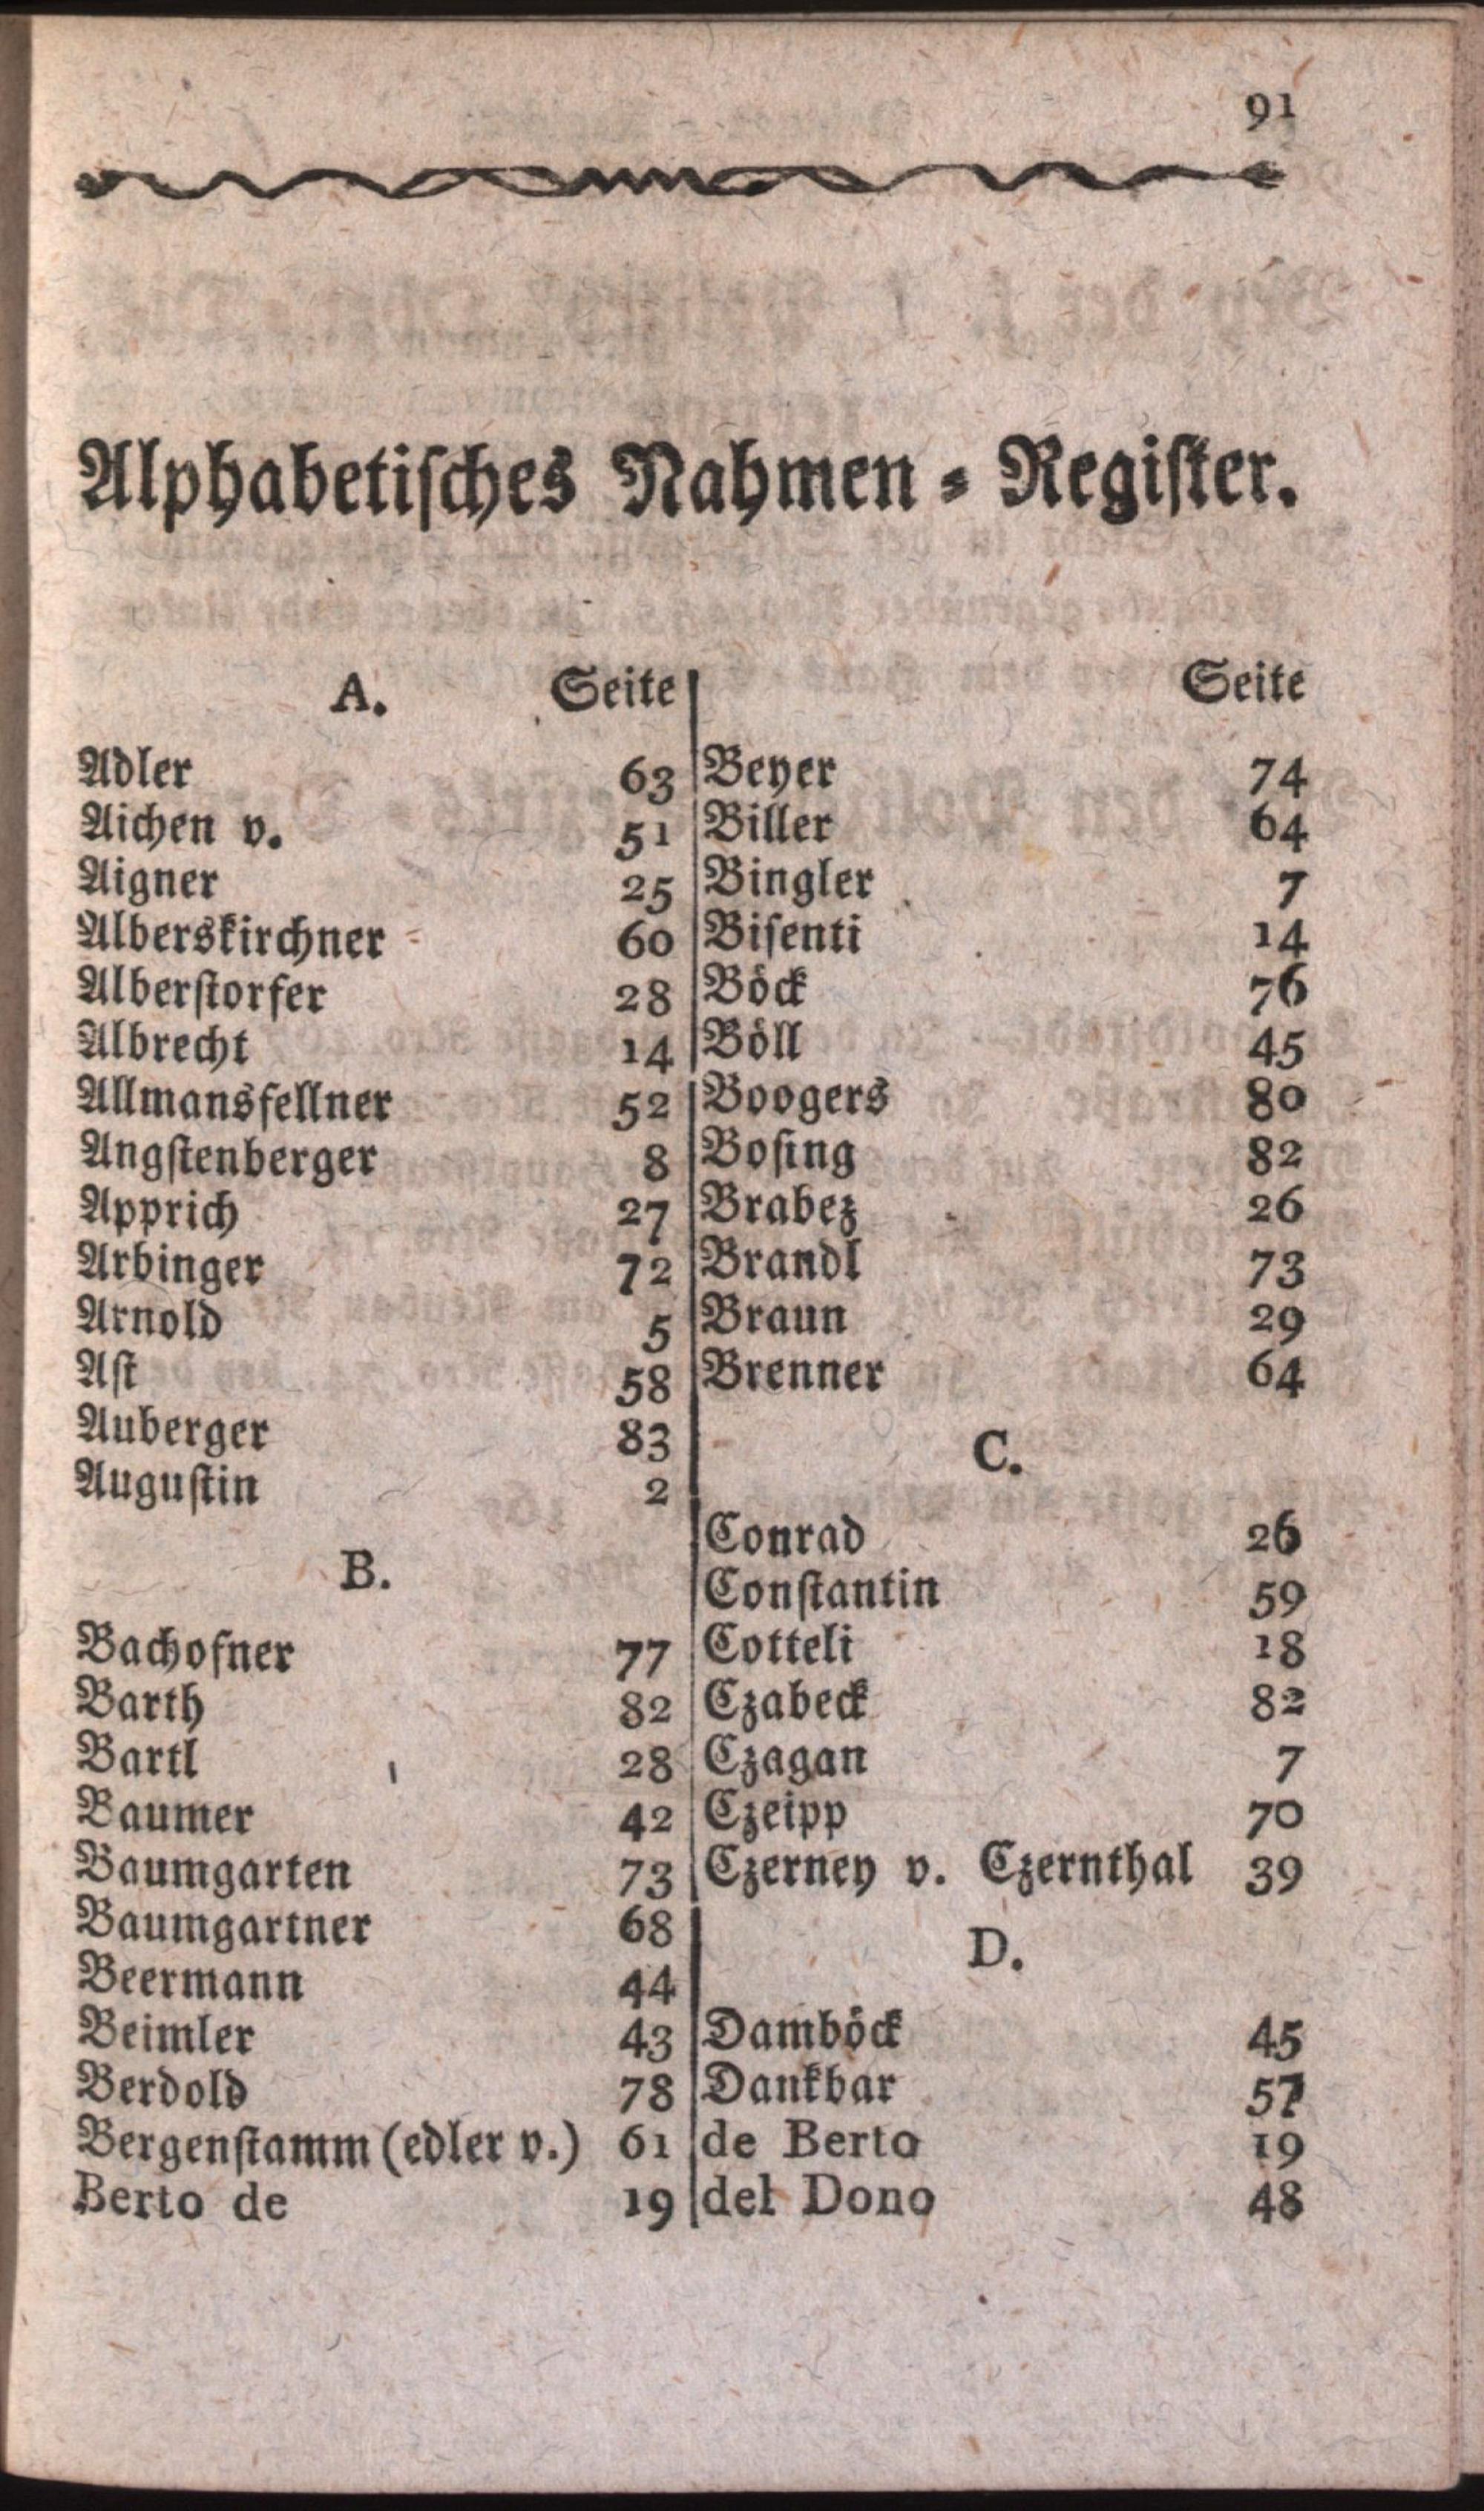 91
Alphabetisches Nahmen = Register.
A. Seite
Adler 63
Aichen v. 51
Aigner 25
Alberskirchner 60
Alberstorfer 28
Albrecht 14
Allmansfellner 52
Angstenberger 8
Apprich 27
Arbinger 72
Arnold 5
Ast 58
Auberger 83
Augustin 2
B.
Bachofner 77
Barth 82
Bartl 28
Baumer 42
Baumgarten 73
Baumgartner 68
Beermann 44
Beimler 43
Berdold 78
Bergenstamm (edler v.) 61
Berto de 19
Seite
Beyer 74
Biller 64
Bingler 7
Bisenti 14
Böck 76
Böll 45
Boogers 80
Bosing 82
Brabez 26
Brandl 73
Braun 29
Brenner 64
C.
Conrad 26
Constantin 59
Cotteli 18
Czabeck 82
Czagan 7
Czeipp 70
Czerney v. Czernthal 39
D.
Damböck 45
Dankbar 57
de Berto 19
del Dono 48